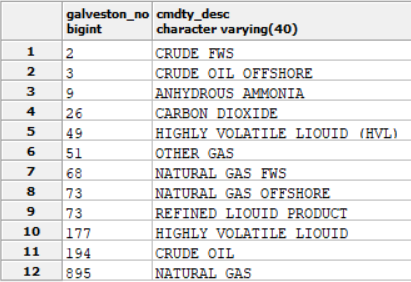 galveston_no cmdty_desc
bigint character varying(40)
1 2 CRUDE FWS
2 3 CRUDE OIL OFFSHORE
3 9 ANHYDROUS AMMONIA
4 26 CARBON DIOXIDE
5 49 HIGHLY VOLATILE LIQUID (HVL)
6 51 OTHER GAS
7 68 NATURAL GAS FWS
8 73 NATURAL GAS OFFSHORE
9 73 REFINED LIQUID PRODUCT
10 177 HIGHLY VOLATILE LIQUID
11 194 CRUDE OIL
12 895 NATURAL GAS